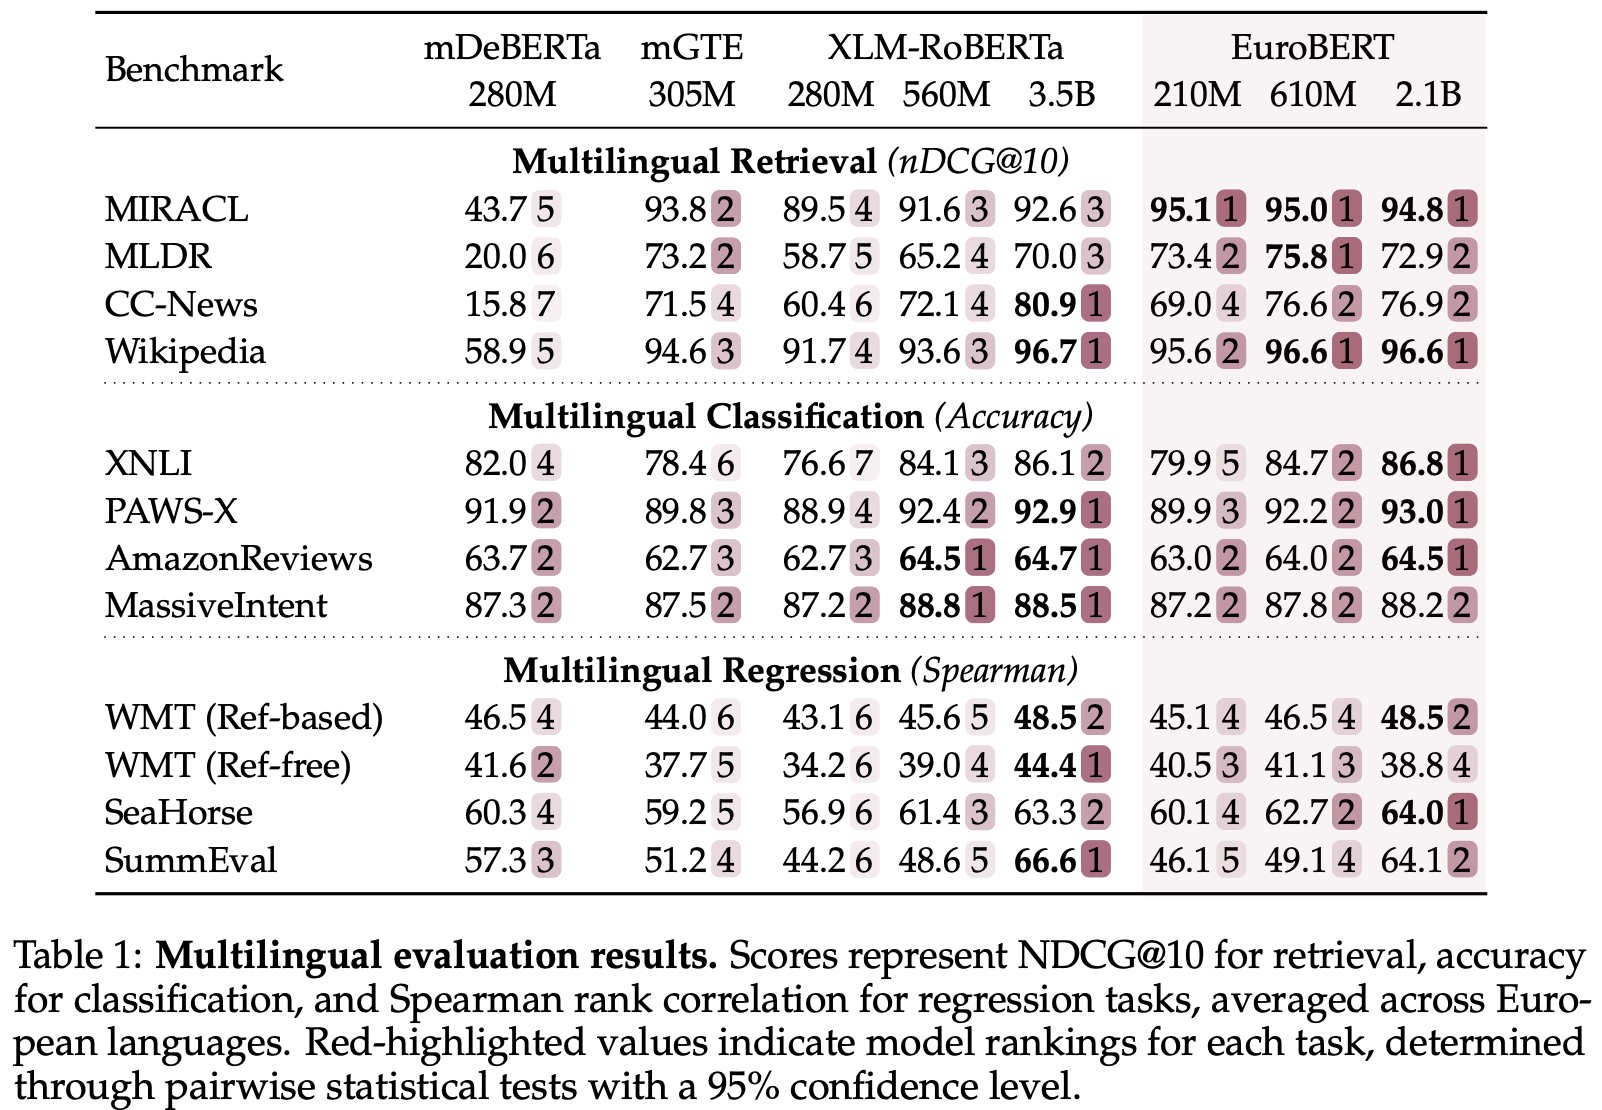 Benchmark mDeBERTa mGTE XLM-RoBERTa EuroBERT
280M 305M 280M 560M 3.5B 210M 610M 2.1B
Multilingual Retrieval (nDCG@10)
MIRACL 43.7 5 93.8 2 89.5 4 91.6 3 92.6 3 95.1 1 95.0 1 94.8 1
MLDR 20.0 6 73.2 2 58.7 5 65.2 4 70.0 3 73.4 2 75.8 1 72.9 2
CC-News 15.8 7 71.5 4 60.4 6 72.1 4 80.9 1 69.0 4 76.6 2 76.9 2
Wikipedia 58.9 5 94.6 3 91.7 4 93.6 3 96.7 1 95.6 2 96.6 1 96.6 1
Multilingual Classification (Accuracy)
XNLI 82.0 4 78.4 6 76.6 7 84.1 3 86.1 2 79.9 5 84.7 2 86.8 1
PAWS-X 91.9 2 89.8 3 88.9 4 92.4 2 92.9 1 89.9 3 92.2 2 93.0 1
AmazonReviews 63.7 2 62.7 3 62.7 3 64.5 1 64.7 1 63.0 2 64.0 2 64.5 1
MassiveIntent 87.3 2 87.5 2 87.2 2 88.8 1 88.5 1 87.2 2 87.8 2 88.2 2
Multilingual Regression (Spearman)
WMT (Ref-based) 46.5 4 44.0 6 43.1 6 45.6 5 48.5 2 45.1 4 46.5 4 48.5 2
WMT (Ref-free) 41.6 2 37.7 5 34.2 6 39.0 4 44.4 1 40.5 3 41.1 3 38.8 4
SeaHorse 60.3 4 59.2 5 56.9 6 61.4 3 63.3 2 60.1 4 62.7 2 64.0 1
SummEval 57.3 3 51.2 4 44.2 6 48.6 5 66.6 1 46.1 5 49.1 4 64.1 2
Table 1: Multilingual evaluation results. Scores represent NDCG@10 for retrieval, accuracy
for classification, and Spearman rank correlation for regression tasks, averaged across Euro-
pean languages. Red-highlighted values indicate model rankings for each task, determined
through pairwise statistical tests with a 95% confidence level.